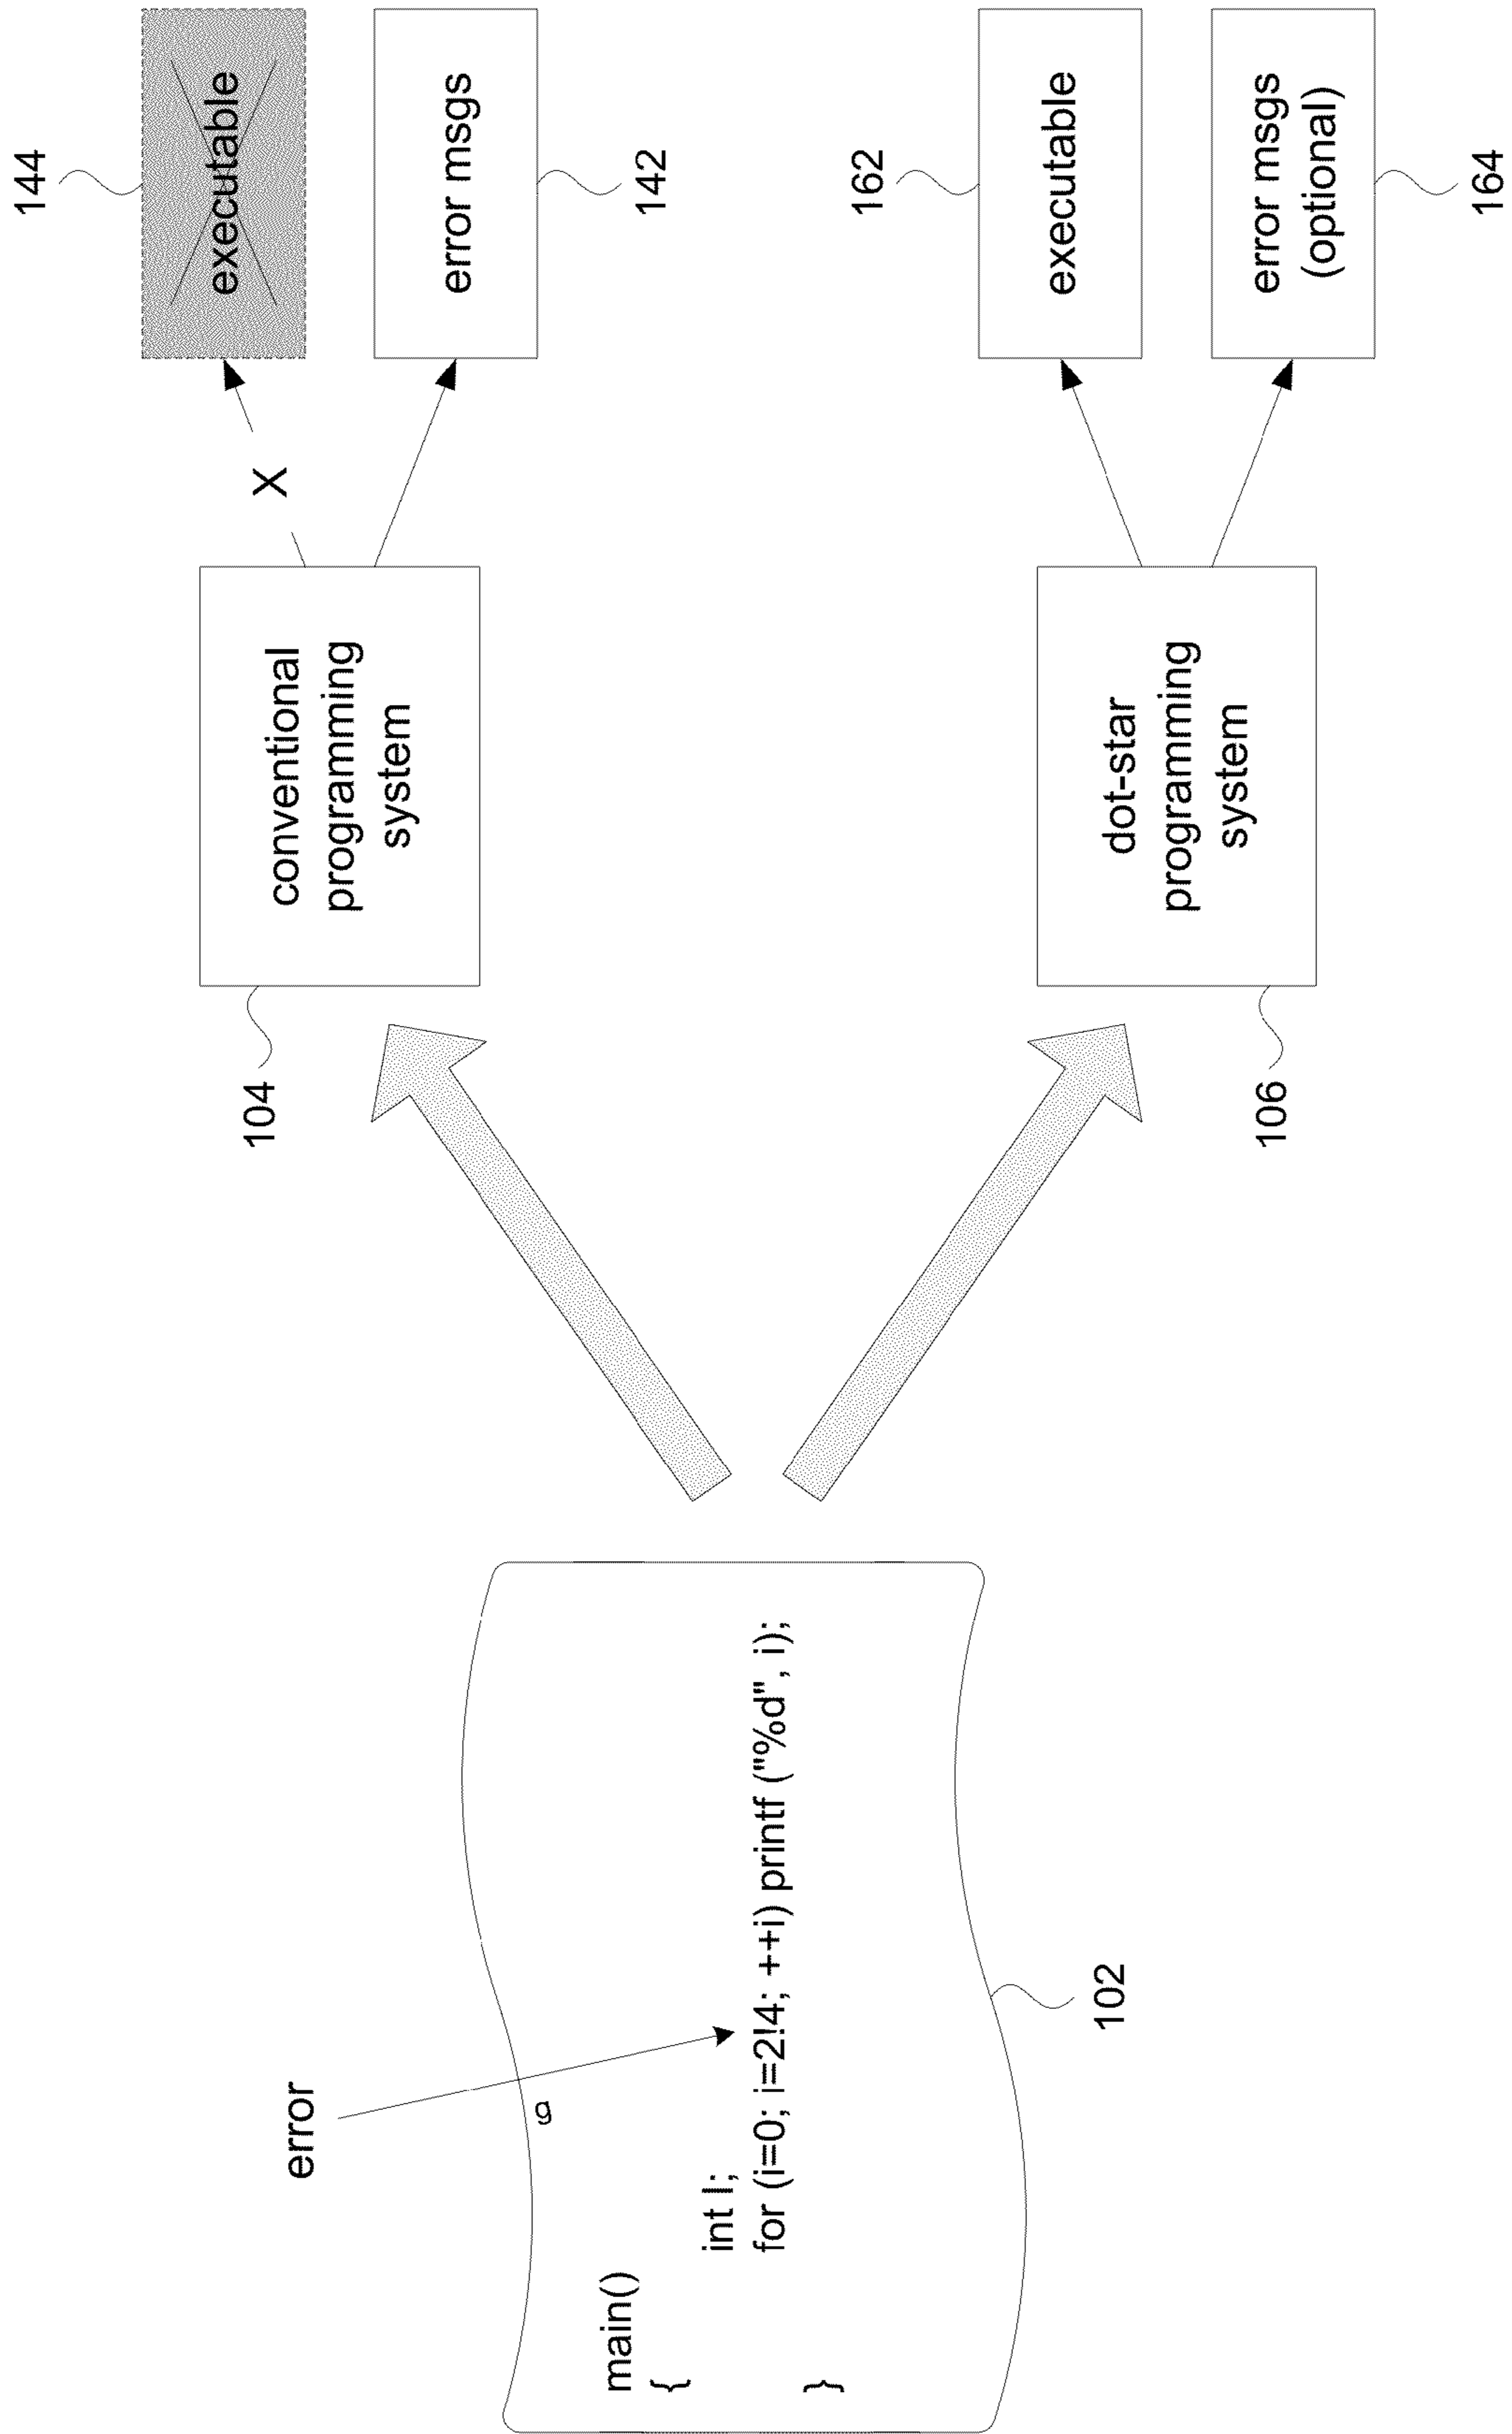 error
g
main()
{
int I;
for (i=0; i=2!4; ++i) printf ("%d", i);
}
102
104
conventional
programming
system
X
144
executable
error msgs
142
106
dot-star
programming
system
162
executable
error msgs
(optional)
164